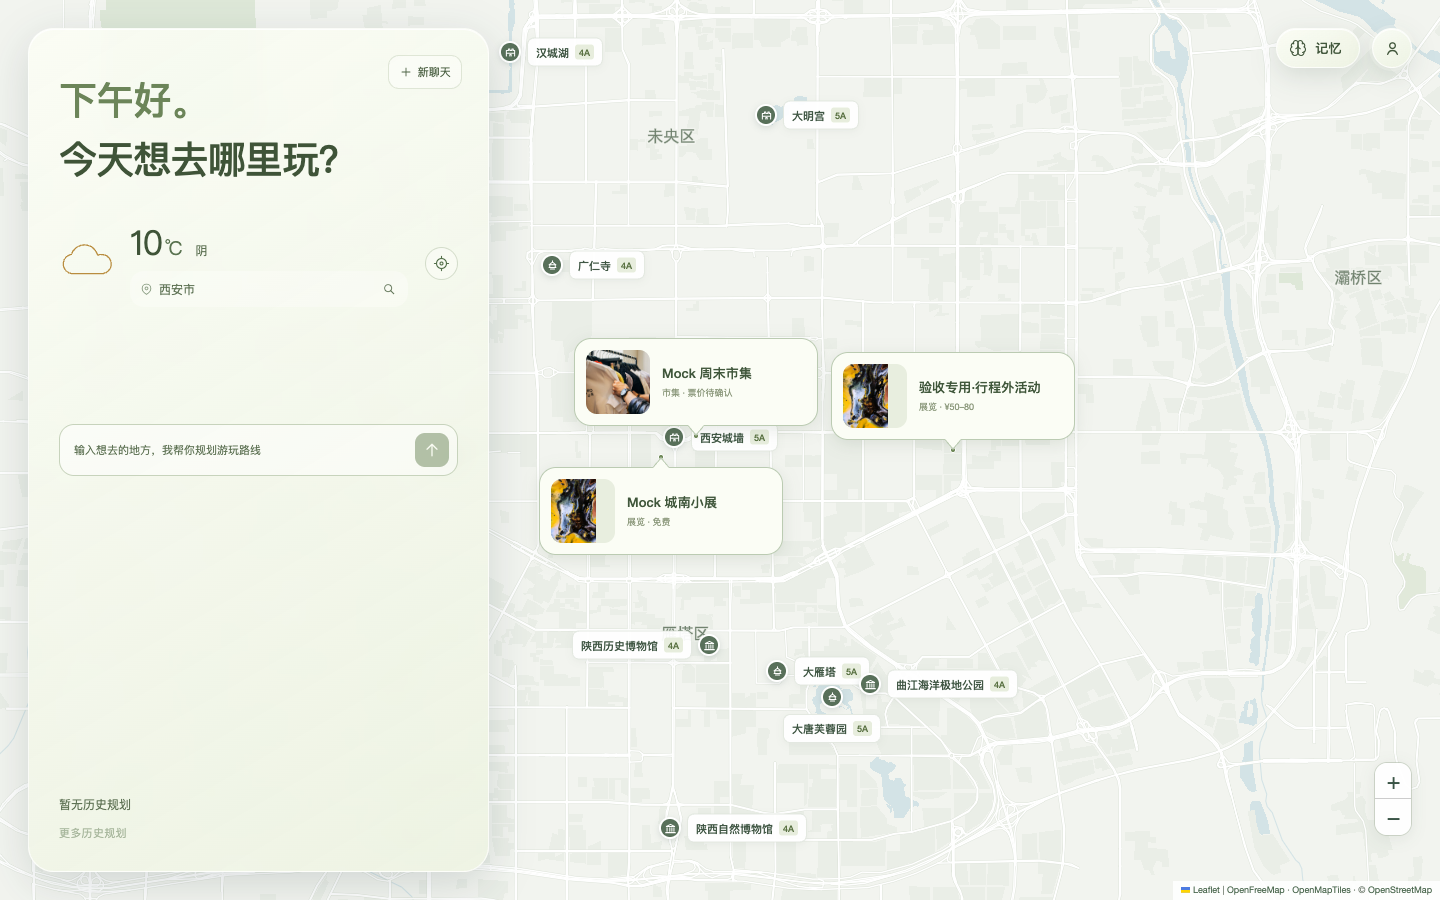 新聊天
下午好。
今天想去哪里玩?
10℃ 阴
西安市
输入想去的地方，我帮你规划游玩路线
暂无历史规划
更多历史规划
汉城湖 4A
大明宫 5A
未央区
记忆
广仁寺 4A
灞桥区
Mock 周末市集
市集 · 票价待确认
验收专用·行程外活动
展览 · ¥50–80
西安城墙 5A
Mock 城南小展
展览 · 免费
雁塔区
陕西历史博物馆 4A
大雁塔 5A
曲江海洋极地公园 4A
大唐芙蓉园 5A
陕西自然博物馆 4A
+
−
Leaflet | OpenFreeMap · OpenMapTiles · © OpenStreetMap